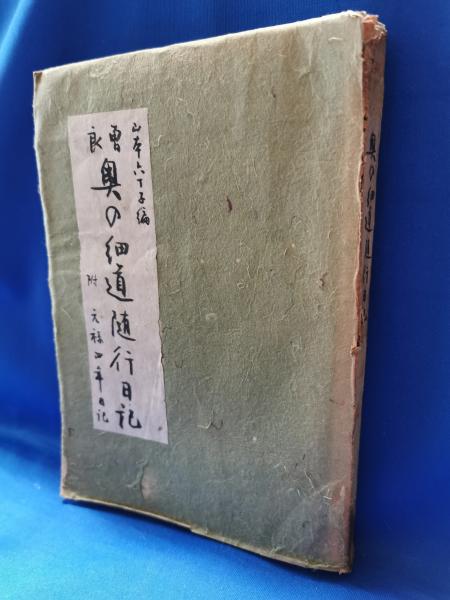 山本六丁子編
曽良 奥の細道随行日記
附 元禄四年日記
奥の細道随行日記